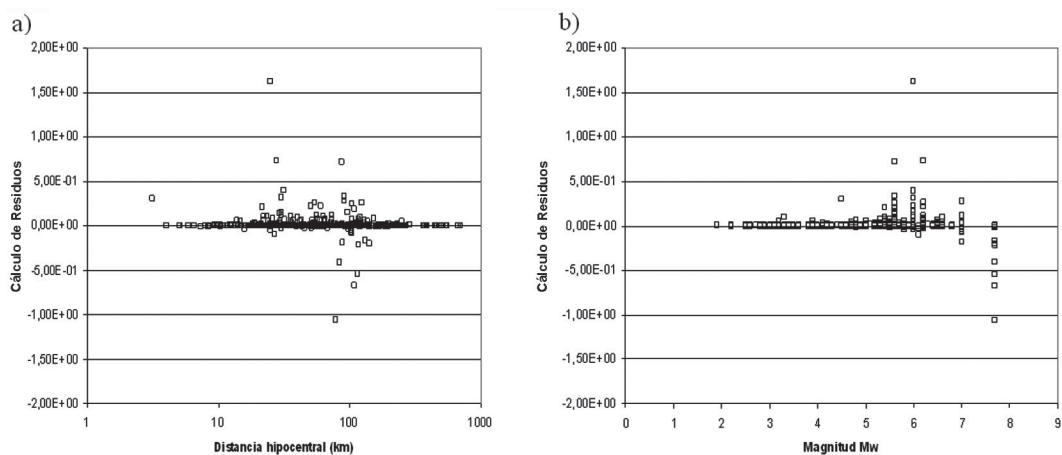 a)
2,00E+00
1,50E+00
1,00E+00
5,00E-01
0,00E+00
-5,00E-01
-1,00E+00
-1,50E+00
-2,00E+00
Cálculo de Residuos
1 10 100 1000
Distancia hipocentral (km)
b)
2,00E+00
1,50E+00
1,00E+00
5,00E-01
0,00E+00
-5,00E-01
-1,00E+00
-1,50E+00
-2,00E+00
Cálculo de Residuos
0 1 2 3 4 5 6 7 8 9
Magnitud Mw